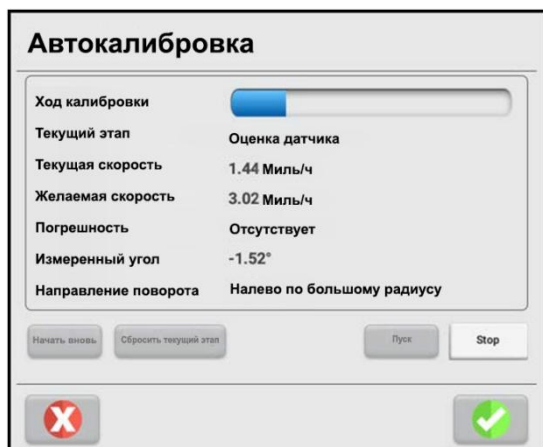 Автокалибровка
Ход калибровки
Текущий этап Оценка датчика
Текущая скорость 1.44 Миль/ч
Желаемая скорость 3.02 Миль/ч
Погрешность Отсутствует
Измеренный угол -1.52°
Направление поворота Налево по большому радиусу
Начать вновь Сбросить текущий этап Пуск Stop